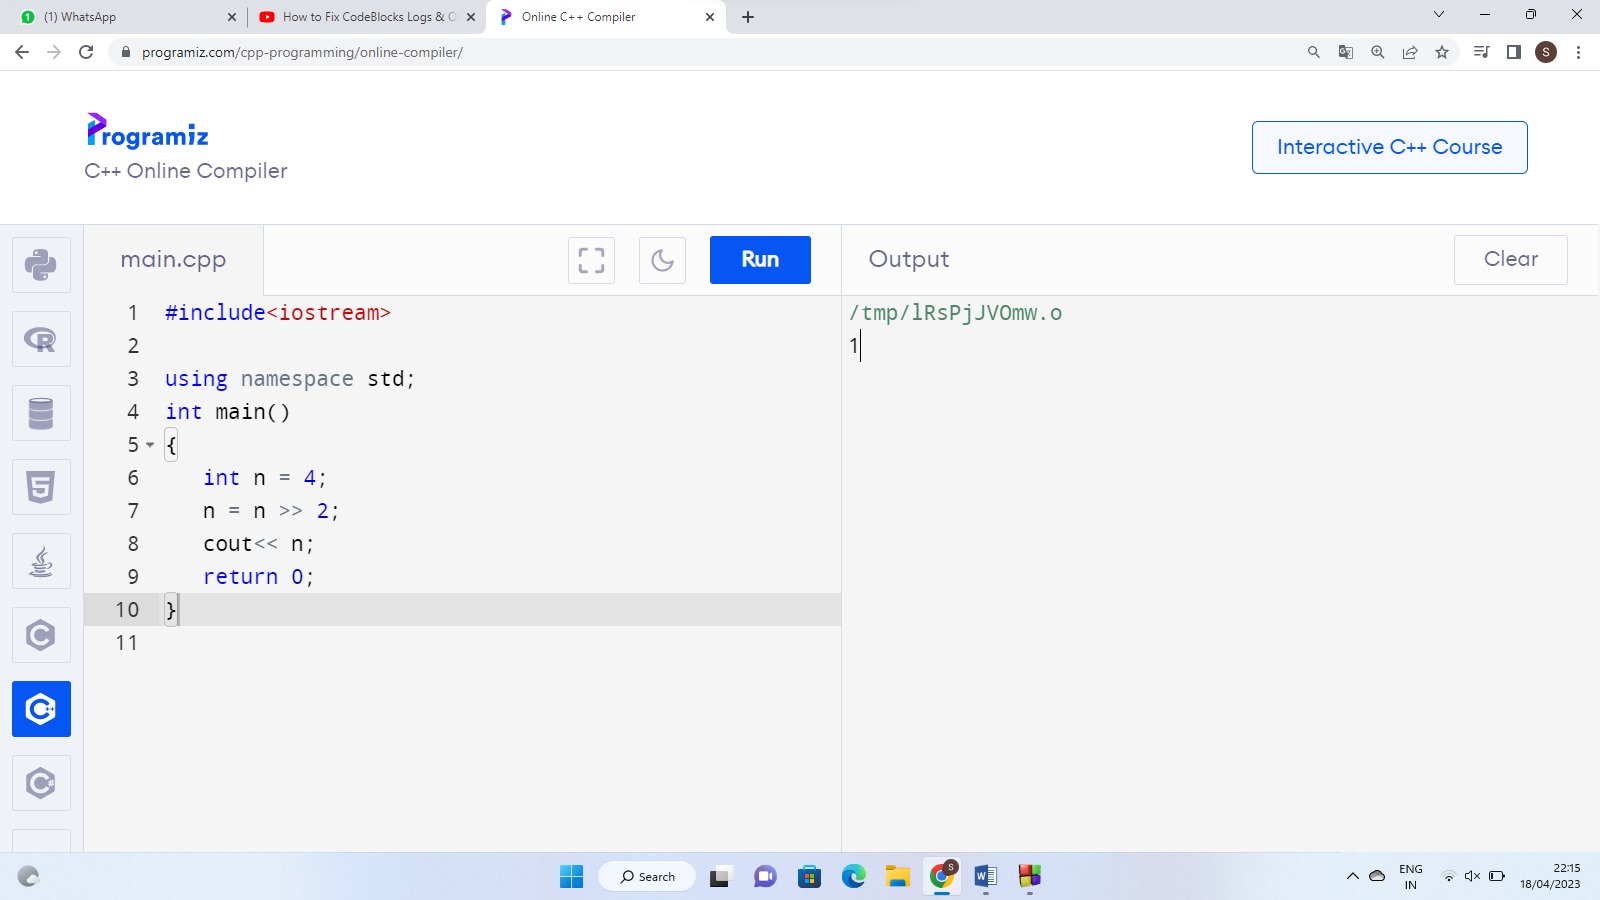 (1) WhatsApp
How to Fix CodeBlocks Logs & O
Online C++ Compiler
programiz.com/cpp-programming/online-compiler/
S
Programiz
C++ Online Compiler
Interactive C++ Course
main.cpp
Run
Output
Clear
1 #include<iostream>
2
3 using namespace std;
4 int main()
5 {
6 int n = 4;
7 n = n >> 2;
8 cout<< n;
9 return 0;
10 }
11
/tmp/lRsPjJVOmw.o
1
Search
ENG
IN
22:15
18/04/2023